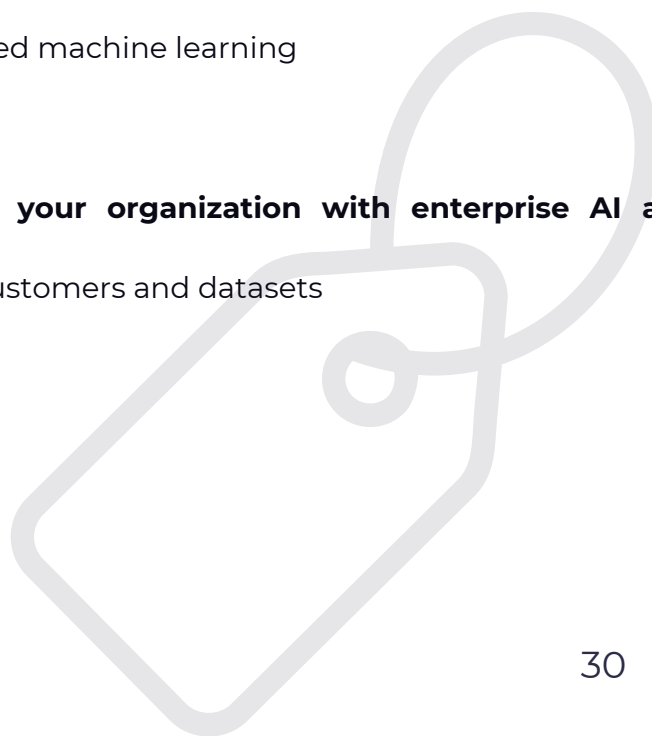 ed machine learning
your organization with enterprise AI a
ustomers and datasets
30